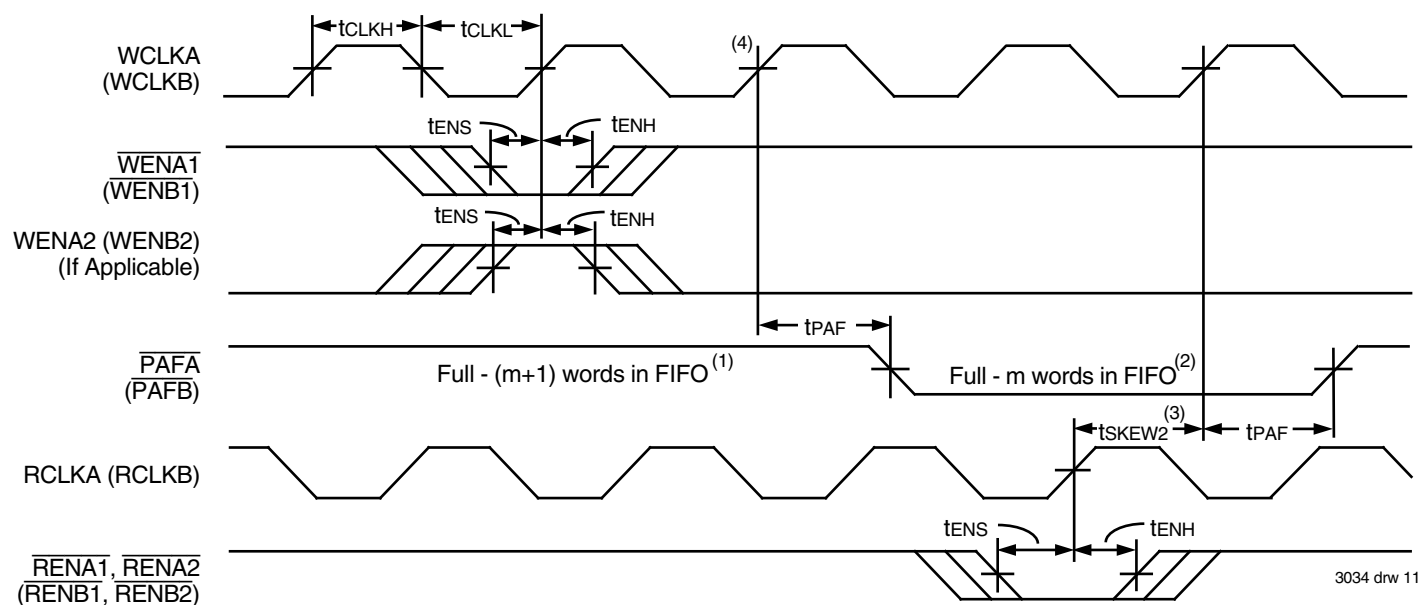 tCLKH tCLKL
WCLKA
(WCLKB)
(4)
tENS tENH
WENA1
(WENB1)
tENS tENH
WENA2 (WENB2)
(If Applicable)
tPAF
PAFA
(PAFB)
Full - (m+1) words in FIFO(1)
Full - m words in FIFO(2)
tSKEW2(3) tPAF
RCLKA (RCLKB)
tENS tENH
RENA1, RENA2
(RENB1, RENB2)
3034 drw 11